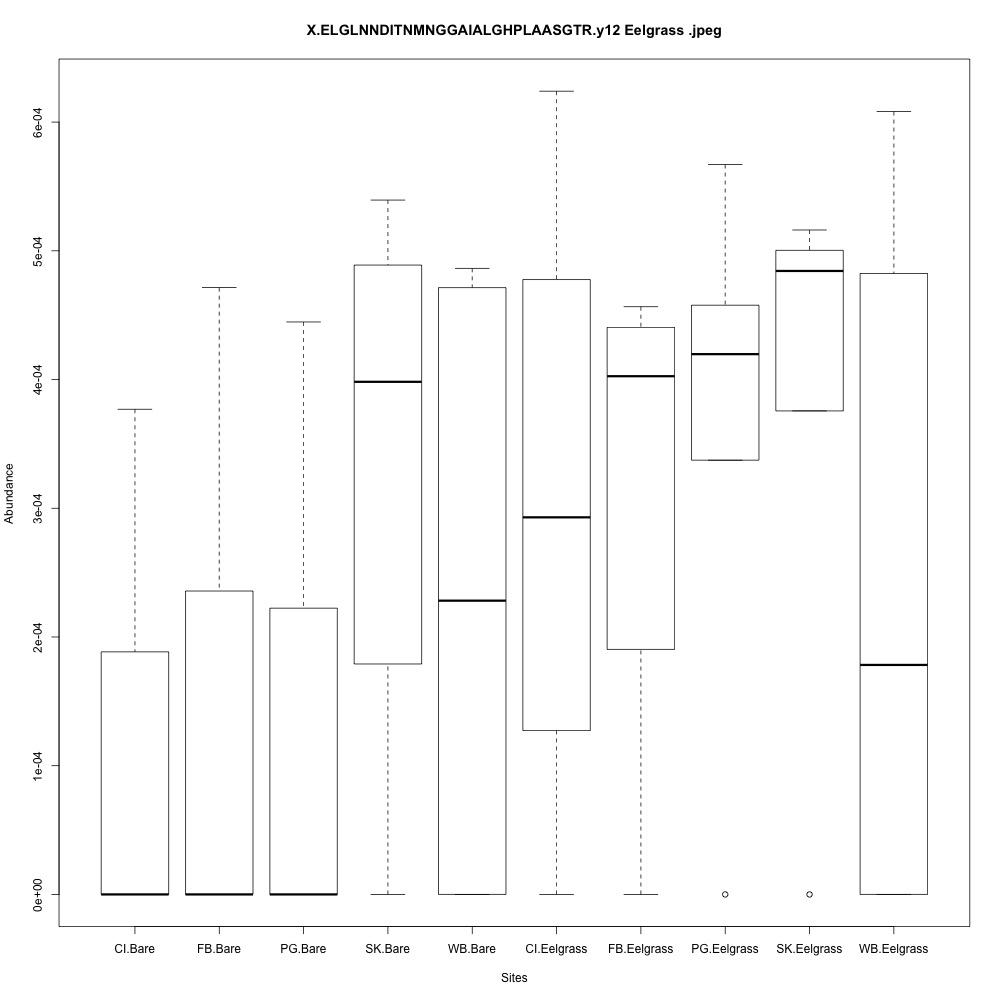 X.ELGLNNDITNMNGGAIALGHPLAASGTR.y12 Eelgrass .jpeg
6e-04
5e-04
4e-04
3e-04
2e-04
1e-04
0e+00
Abundance
CI.Bare FB.Bare PG.Bare SK.Bare WB.Bare CI.Eelgrass FB.Eelgrass PG.Eelgrass SK.Eelgrass WB.Eelgrass
Sites